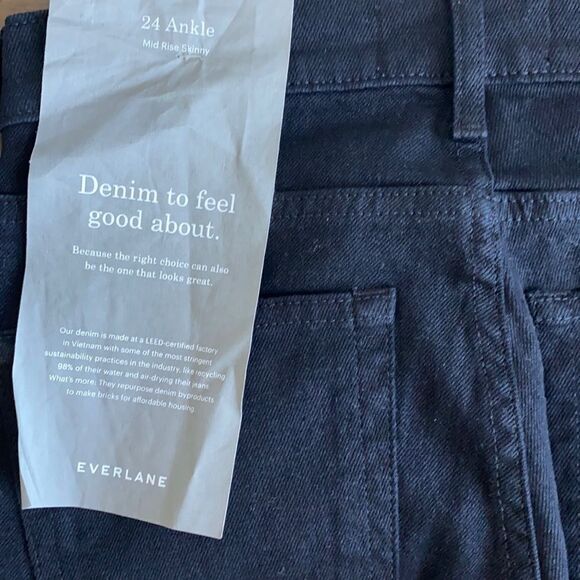 24 Ankle
Mid Rise Skinny
Denim to feel
good about.
Because the right choice can also
be the one that looks great.
Our denim is made at a LEED-certified factory
in Vietnam with some of the most stringent
sustainability practices in the industry, like recycling
98% of their water and air-drying their jeans.
What's more: They repurpose denim byproducts
to make bricks for affordable housing.
EVERLANE